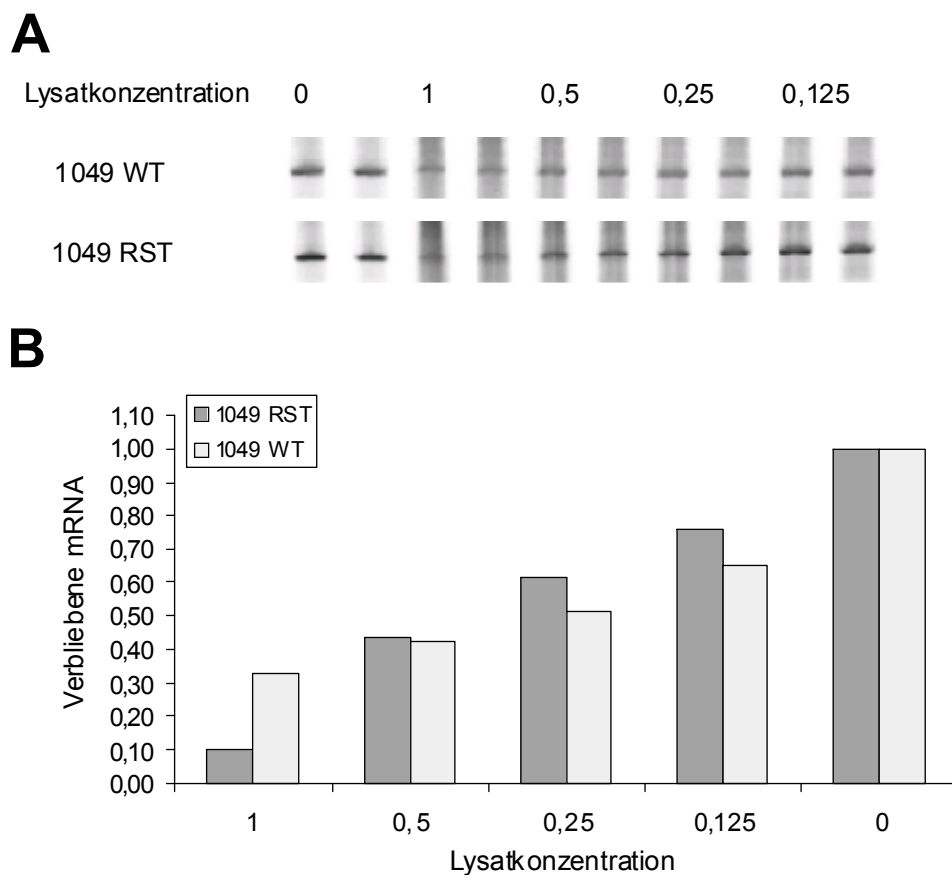 A
Lysatkonzentration 0 1 0,5 0,25 0,125
1049 WT
1049 RST
B
1049 RST
1049 WT
Verbliebene mRNA
1,10
1,00
0,90
0,80
0,70
0,60
0,50
0,40
0,30
0,20
0,10
0,00
1 0,5 0,25 0,125 0
Lysatkonzentration